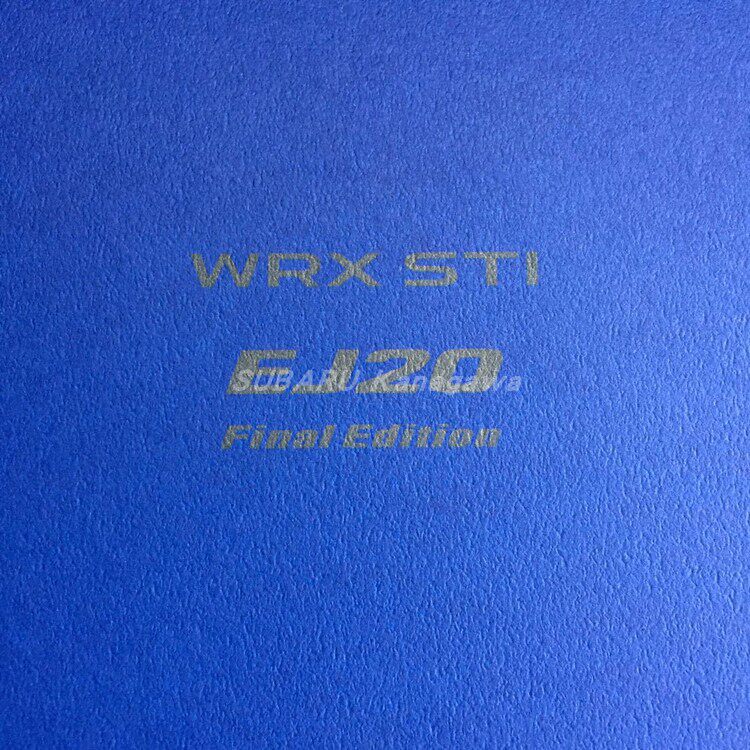 WRX STI
EJ20
SUBARU Kanagawa
Final Edition